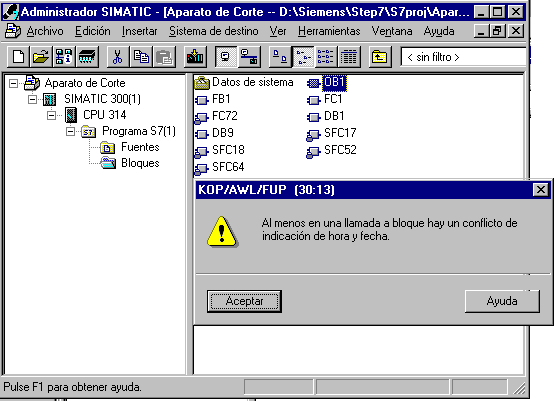 Administrador SIMATIC - [Aparato de Corte -- D:\Siemens\Step7\S7proj\Apar...
Archivo Edición Insertar Sistema de destino Ver Herramientas Ventana Ayuda
< sin filtro >
Aparato de Corte
SIMATIC 300(1)
CPU 314
Programa S7(1)
Fuentes
Bloques
Datos de sistema OB1
FB1 FC1
FC72 DB1
DB9 SFC17
SFC18 SFC52
SFC64
KOP/AWL/FUP (30:13)
Al menos en una llamada a bloque hay un conflicto de
indicación de hora y fecha.
Aceptar Ayuda
Pulse F1 para obtener ayuda.